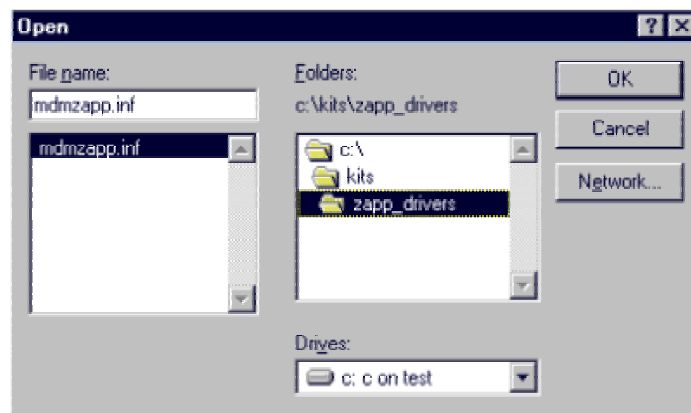 Open
File name:
mdmzapp.inf
mdmzapp.inf
Folders:
c:\kits\zapp_drivers
c:\
kits
zapp_drivers
Drives:
c: c on test
OK
Cancel
Network...